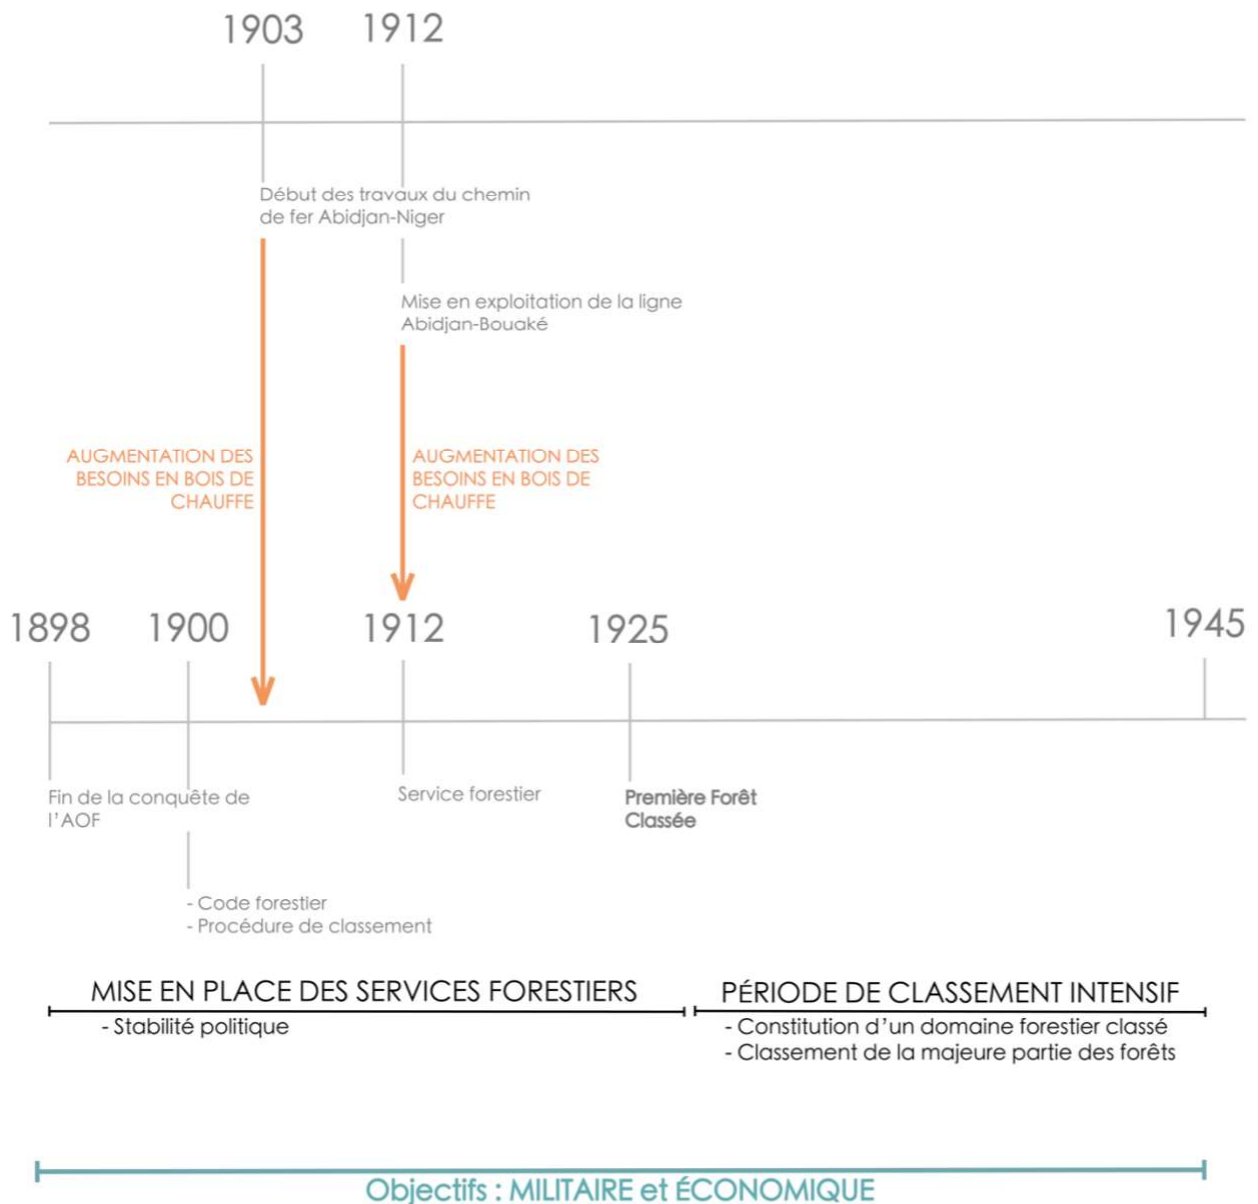 1903 1912
Début des travaux du chemin
de fer Abidjan-Niger
Mise en exploitation de la ligne
Abidjan-Bouaké
AUGMENTATION DES
BESOINS EN BOIS DE
CHAUFFE
AUGMENTATION DES
BESOINS EN BOIS DE
CHAUFFE
1898 1900 1912 1925 1945
Fin de la conquête de
l'AOF
Service forestier
Première Forêt
Classée
- Code forestier
- Procédure de classement
MISE EN PLACE DES SERVICES FORESTIERS
- Stabilité politique
PÉRIODE DE CLASSEMENT INTENSIF
- Constitution d'un domaine forestier classé
- Classement de la majeure partie des forêts
Objectifs : MILITAIRE et ÉCONOMIQUE